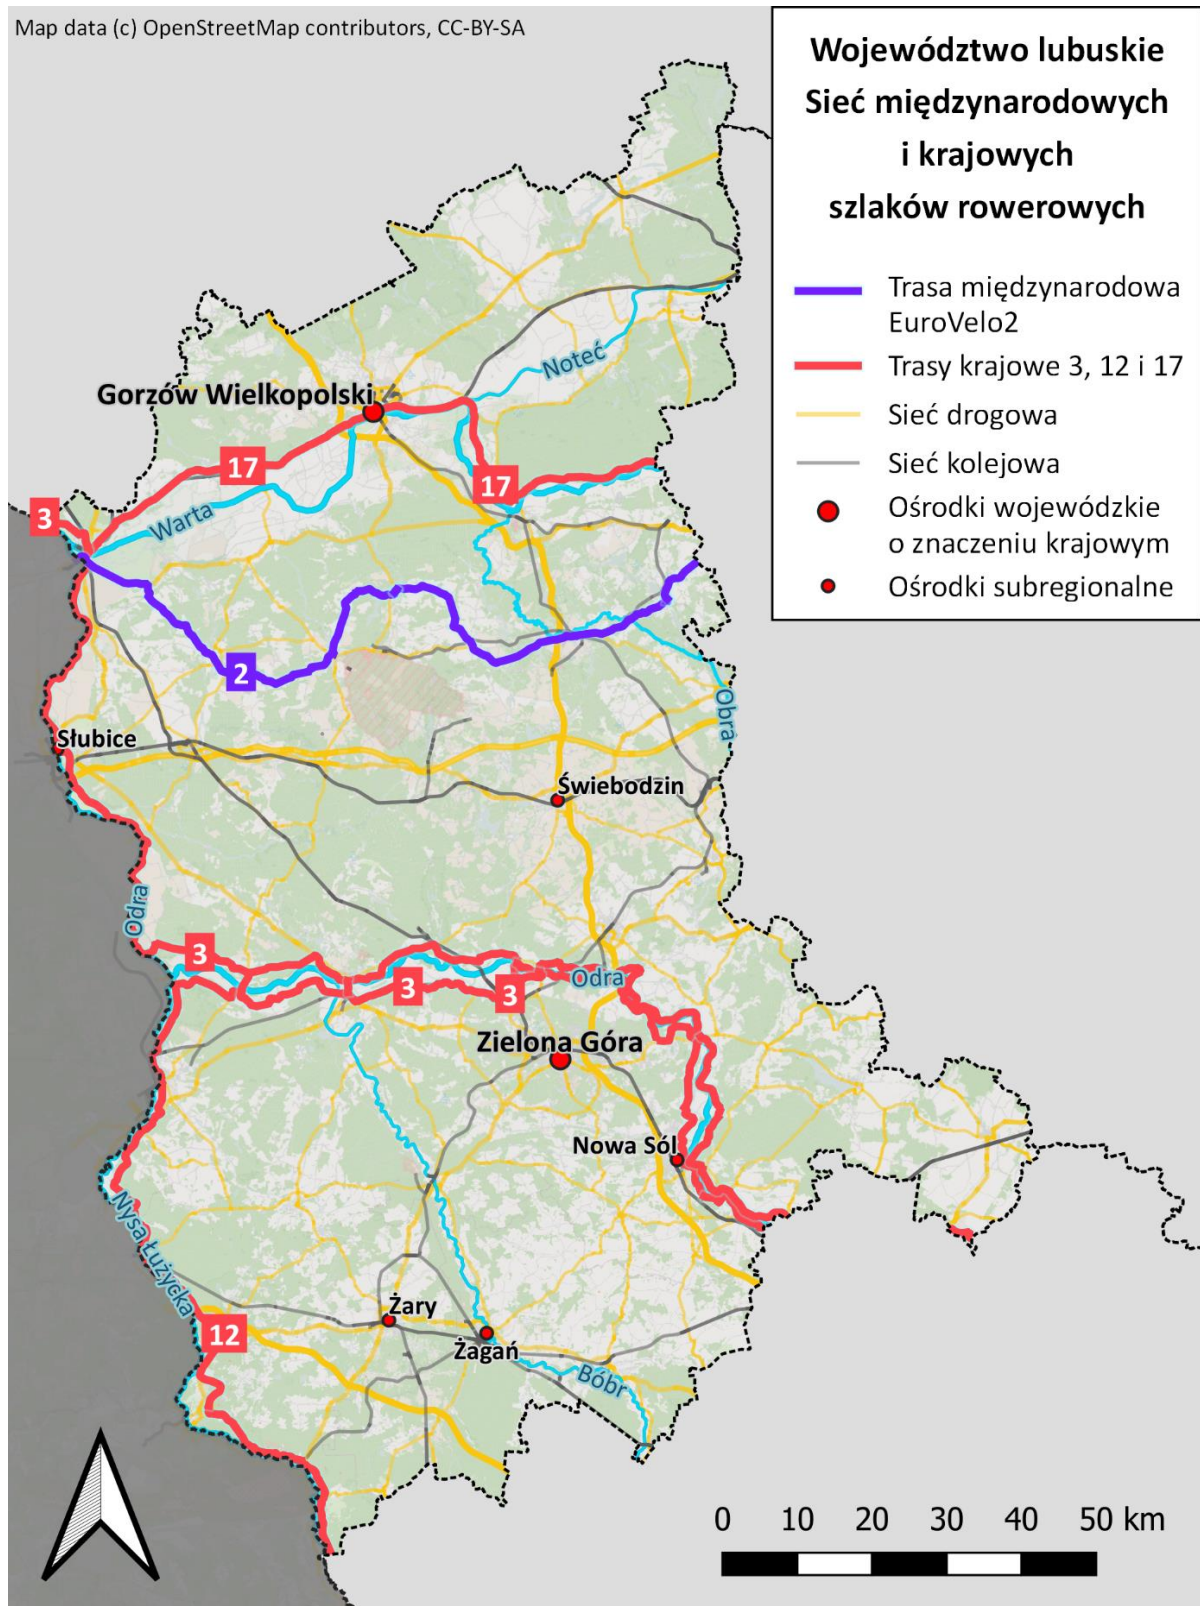 Map data (c) OpenStreetMap contributors, CC-BY-SA
Województwo lubuskie
Sieć międzynarodowych
i krajowych
szlaków rowerowych
Trasa międzynarodowa
EuroVelo2
Trasy krajowe 3, 12 i 17
Sieć drogowa
Sieć kolejowa
Ośrodki wojewódzkie
o znaczeniu krajowym
Ośrodki subregionalne
Noteć
Gorzów Wielkopolski
17
17
3
Warta
2
Obra
Słubice
Świebodzin
Odra
3
3
3
Odra
Zielona Góra
Nowa Sól
Nysa Łużycka
Żary
12
Żagań
Bóbr
0 10 20 30 40 50 km